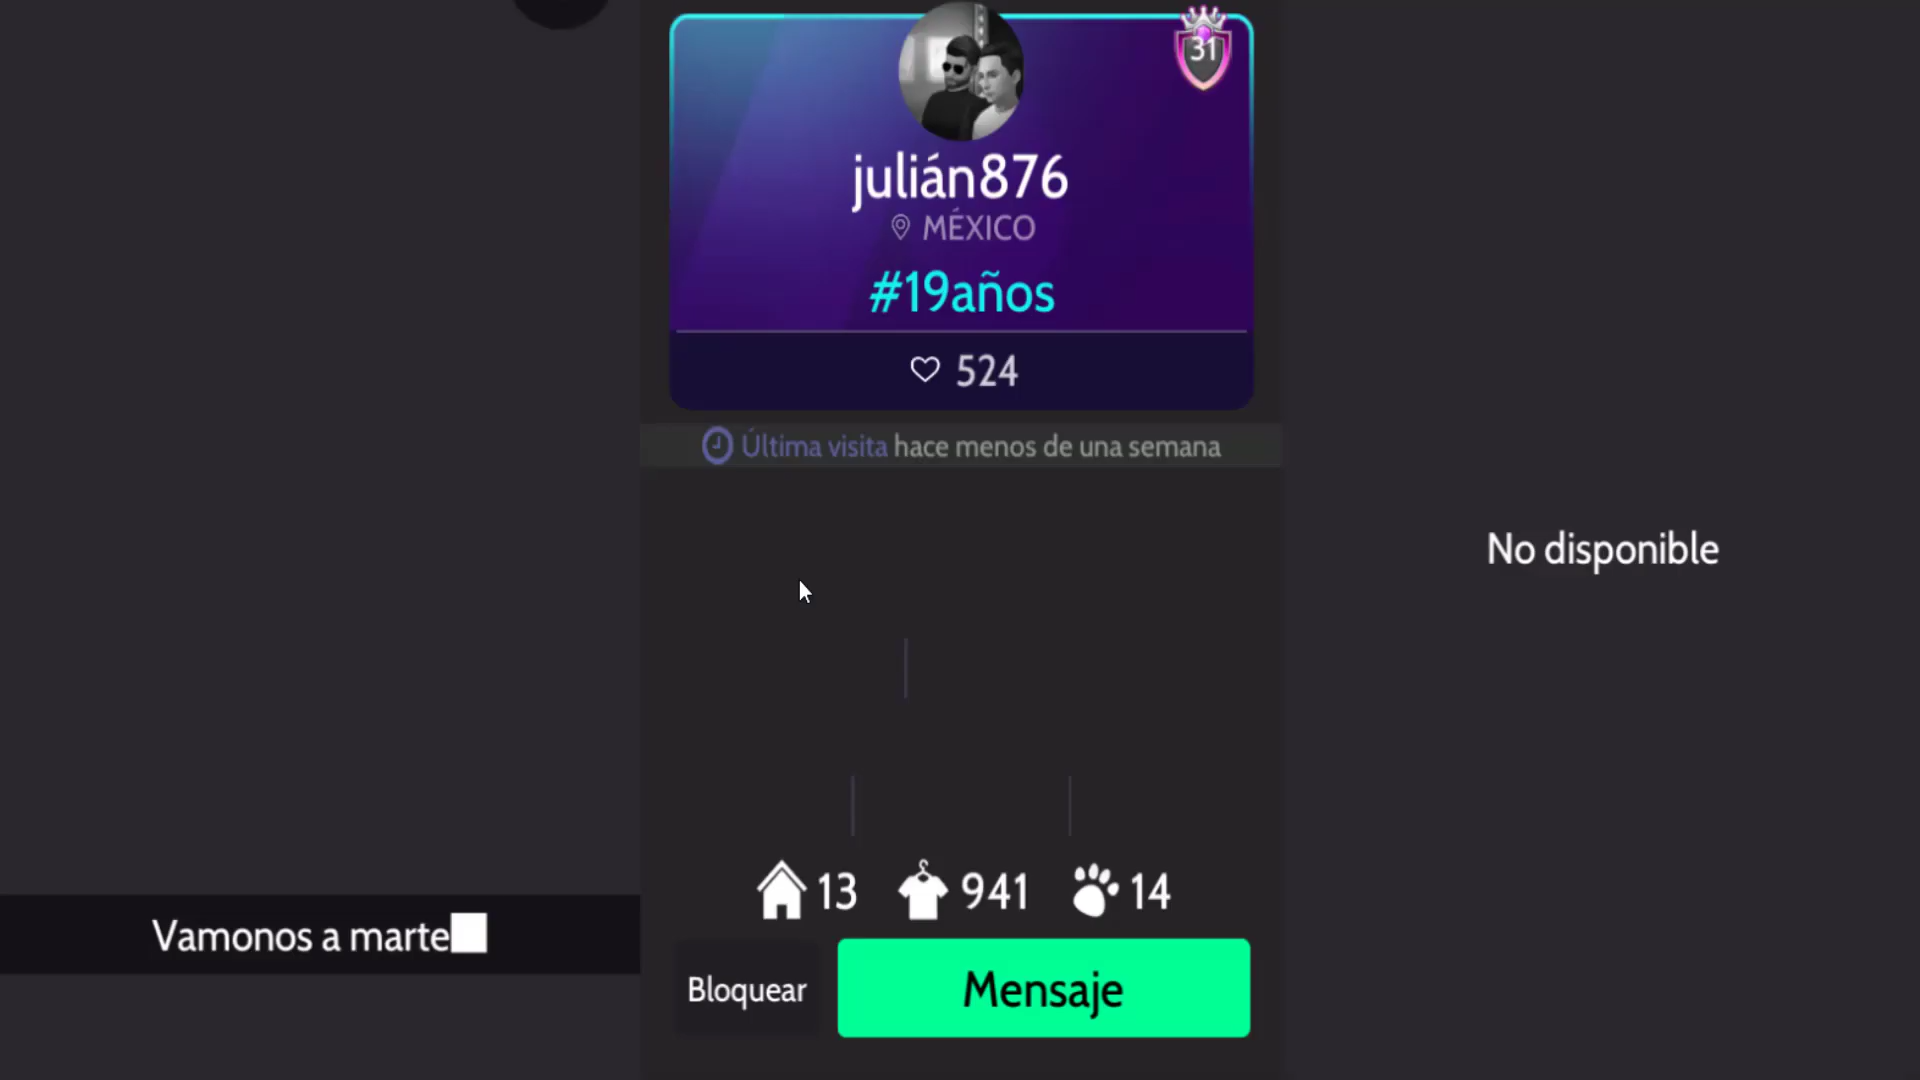 31
julián876
MÉXICO
#19años
524
Última visita hace menos de una semana
No disponible
13 941 14
Vamonos a marte
Bloquear
Mensaje